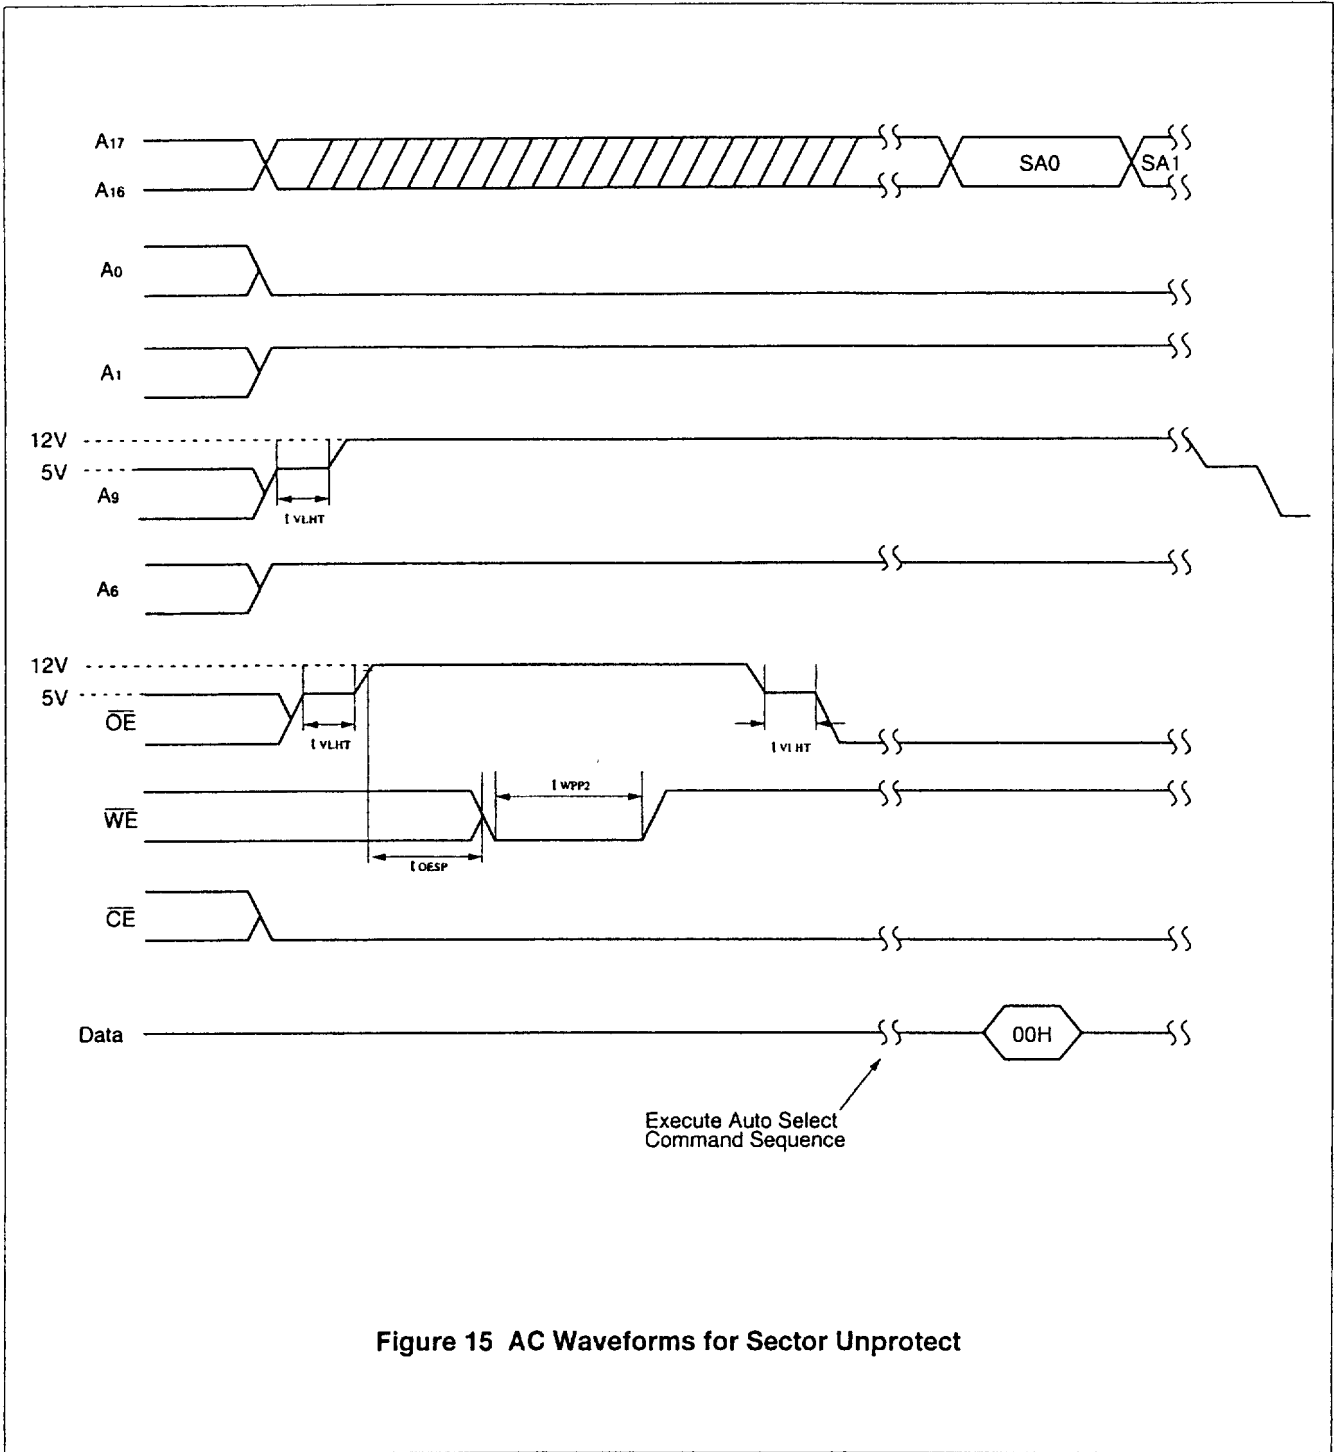 A17
A16
SA0
SA1
A0
A1
12V
5V
A9
t VLHT
A6
12V
5V
OE
t VLHT
t VLHT
WE
t WPP2
t OESP
CE
Data
00H
Execute Auto Select
Command Sequence
Figure 15 AC Waveforms for Sector Unprotect